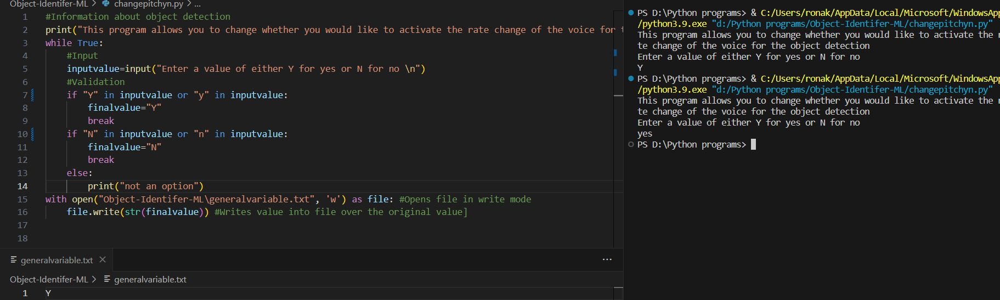 Object-Identifer-ML > changepitchyn.py > ...
1 #Information about object detection
2 print("This program allows you to change whether you would like to activate the rate change of the voice for
3 while True:
4 #Input
5 inputvalue=input("Enter a value of either Y for yes or N for no \n")
6 #Validation
7 if "Y" in inputvalue or "y" in inputvalue:
8 finalvalue="Y"
9 break
10 if "N" in inputvalue or "n" in inputvalue:
11 finalvalue="N"
12 break
13 else:
14 print("not an option")
15 with open("Object-Identifer-ML\generalvariable.txt", 'w') as file: #Opens file in write mode
16 file.write(str(finalvalue)) #Writes value into file over the original value]
17
18
generalvariable.txt
Object-Identifer-ML > generalvariable.txt
1 Y
PS D:\Python programs> & C:/Users/ronak/AppData/Local/Microsoft/WindowsAp
/python3.9.exe "d:/Python programs/Object-Identifer-ML/changepitchyn.py"
This program allows you to change whether you would like to activate the
te change of the voice for the object detection
Enter a value of either Y for yes or N for no
Y
PS D:\Python programs> & C:/Users/ronak/AppData/Local/Microsoft/WindowsAp
/python3.9.exe "d:/Python programs/Object-Identifer-ML/changepitchyn.py"
This program allows you to change whether you would like to activate the
te change of the voice for the object detection
Enter a value of either Y for yes or N for no
yes
PS D:\Python programs>